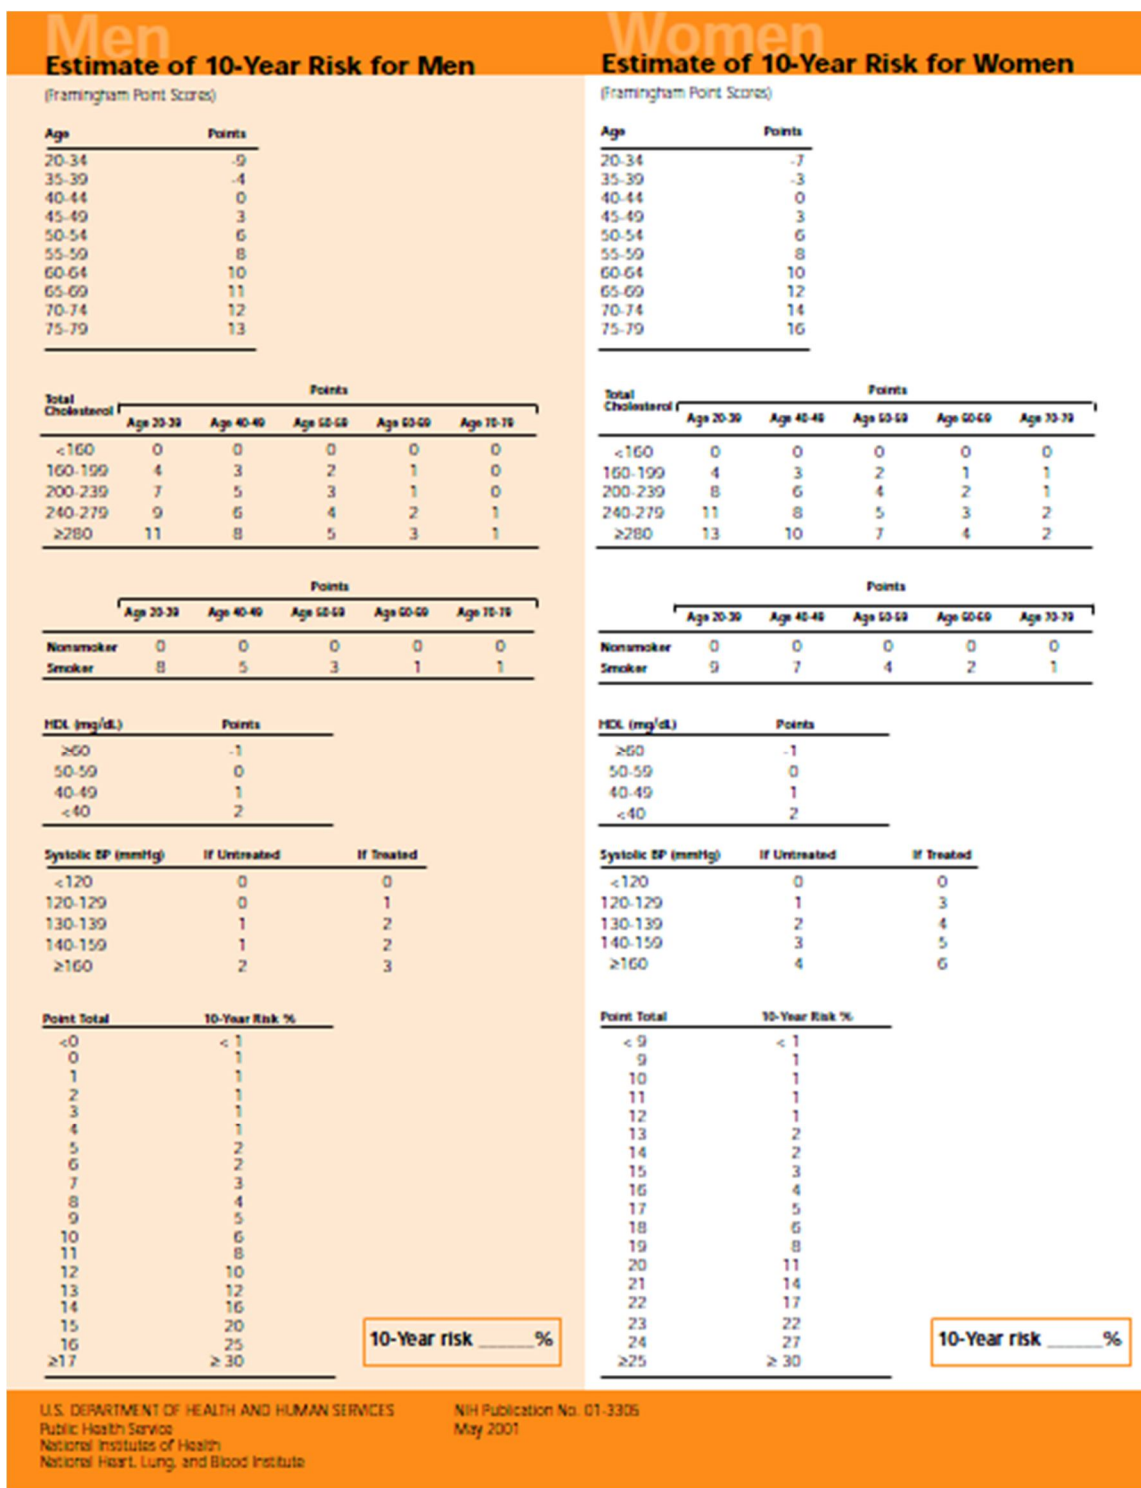 Men
Estimate of 10-Year Risk for Men
(Framingham Point Scores)
Age Points
20-34 -9
35-39 -4
40-44 0
45-49 3
50-54 6
55-59 8
60-64 10
65-69 11
70-74 12
75-79 13
Points
Total
Cholesterol
Age 20-39 Age 40-49 Age 50-59 Age 60-69 Age 70-79
<160 0 0 0 0 0
160-199 4 3 2 1 0
200-239 7 5 3 1 0
240-279 9 6 4 2 1
≥280 11 8 5 3 1
Points
Age 20-39 Age 40-49 Age 50-59 Age 60-69 Age 70-79
Nonsmoker 0 0 0 0 0
Smoker 8 5 3 1 1
HDL (mg/dL) Points
≥60 -1
50-59 0
40-49 1
<40 2
Systolic BP (mmHg) If Untreated If Treated
<120 0 0
120-129 0 1
130-139 1 2
140-159 1 2
≥160 2 3
Point Total 10-Year Risk %
<0 < 1
0 1
1 1
2 1
3 1
4 1
5 2
6 2
7 3
8 4
9 5
10 6
11 8
12 10
13 12
14 16
15 20
16 25
≥17 ≥ 30
10-Year risk ______%
Women
Estimate of 10-Year Risk for Women
(Framingham Point Scores)
Age Points
20-34 -7
35-39 -3
40-44 0
45-49 3
50-54 6
55-59 8
60-64 10
65-69 12
70-74 14
75-79 16
Points
Total
Cholesterol
Age 20-39 Age 40-49 Age 50-59 Age 60-69 Age 70-79
<160 0 0 0 0 0
160-199 4 3 2 1 1
200-239 8 6 4 2 1
240-279 11 8 5 3 2
≥280 13 10 7 4 2
Points
Age 20-39 Age 40-49 Age 50-59 Age 60-69 Age 70-79
Nonsmoker 0 0 0 0 0
Smoker 9 7 4 2 1
HDL (mg/dL) Points
≥60 -1
50-59 0
40-49 1
<40 2
Systolic BP (mmHg) If Untreated If Treated
<120 0 0
120-129 1 3
130-139 2 4
140-159 3 5
≥160 4 6
Point Total 10-Year Risk %
< 9 < 1
9 1
10 1
11 1
12 1
13 2
14 2
15 3
16 4
17 5
18 6
19 8
20 11
21 14
22 17
23 22
24 27
≥25 ≥ 30
10-Year risk ______%
U.S. DEPARTMENT OF HEALTH AND HUMAN SERVICES
Public Health Service
National Institutes of Health
National Heart, Lung, and Blood Institute
NIH Publication No. 01-3305
May 2001